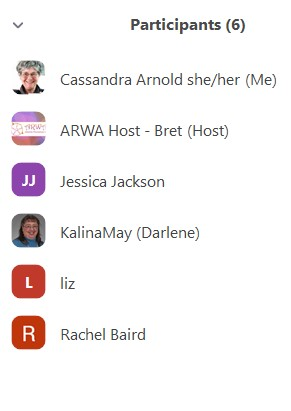 Participants (6)
Cassandra Arnold she/her (Me)
ARWA
ARWA Host - Bret (Host)
JJ
Jessica Jackson
KalinaMay (Darlene)
L
liz
R
Rachel Baird